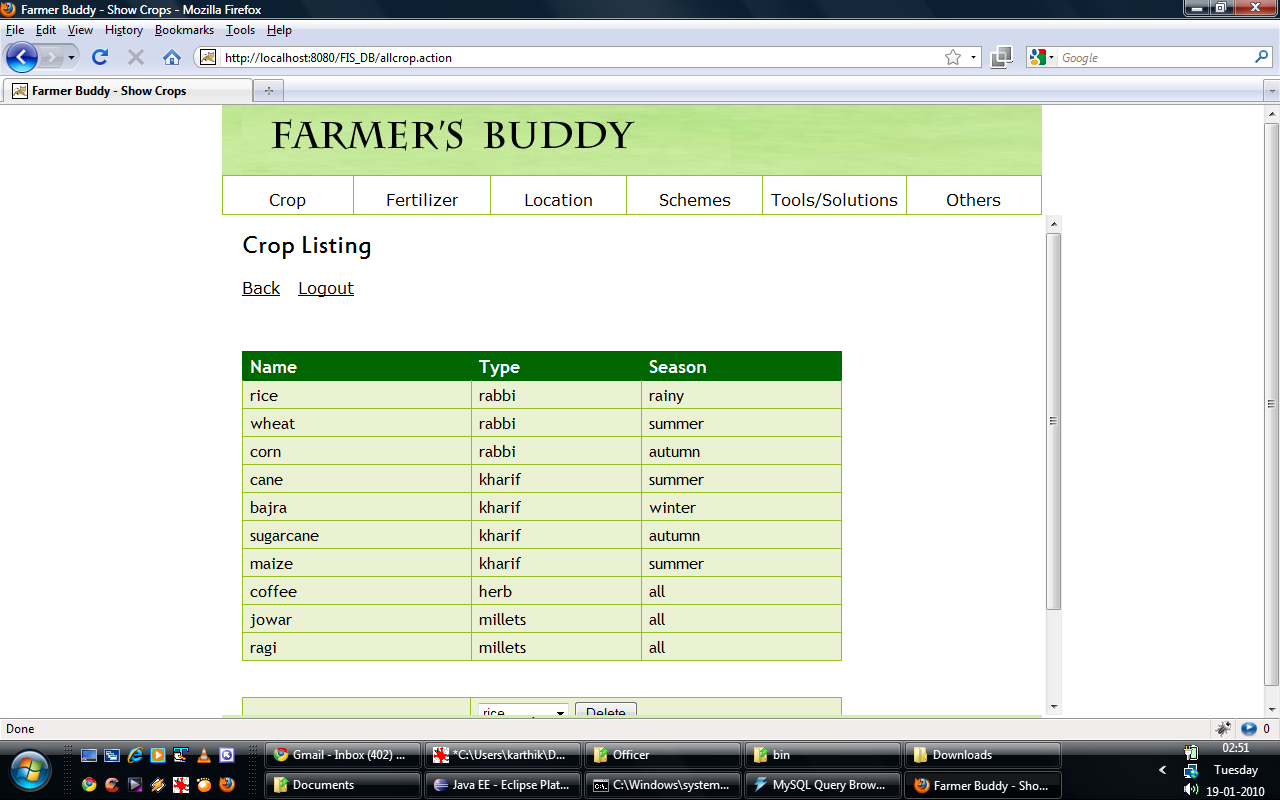 Farmer Buddy - Show Crops - Mozilla Firefox
File Edit View History Bookmarks Tools Help
http://localhost:8080/FIS_DB/allcrop.action
Google
Farmer Buddy - Show Crops
FARMER'S BUDDY
Crop Fertilizer Location Schemes Tools/Solutions Others
Crop Listing
Back Logout
Name Type Season
rice rabbi rainy
wheat rabbi summer
corn rabbi autumn
cane kharif summer
bajra kharif winter
sugarcane kharif autumn
maize kharif summer
coffee herb all
jowar millets all
ragi millets all
rice Delete
Done 0
Gmail - Inbox (402) ... *C:\Users\karthik\D... Officer bin Downloads 02:51
Tuesday
Documents Java EE - Eclipse Plat... C:\Windows\system... MySQL Query Brow... Farmer Buddy - Sho... 19-01-2010